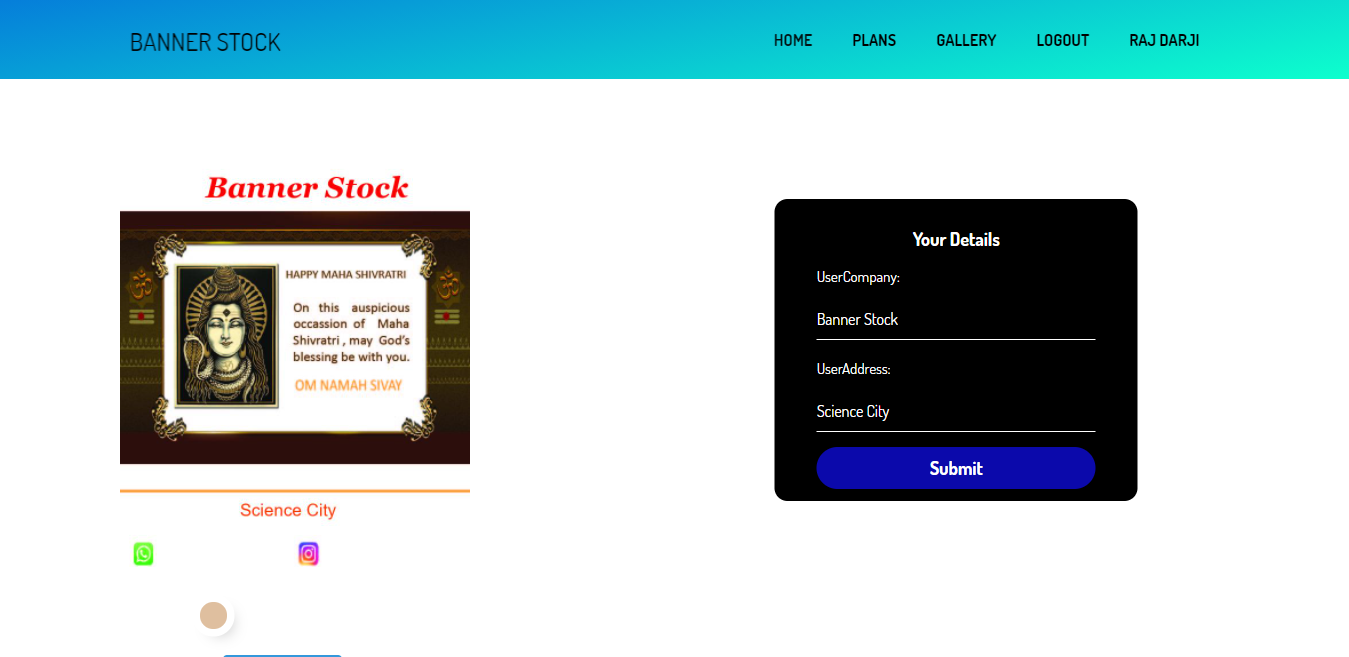 BANNER STOCK
HOME PLANS GALLERY LOGOUT RAJ DARJI
Banner Stock
HAPPY MAHA SHIVRATRI
On this auspicious
occassion of Maha
Shivratri , may God's
blessing be with you.
OM NAMAH SIVAY
ॐ
ॐ
Science City
Your Details
UserCompany:
Banner Stock
UserAddress:
Science City
Submit